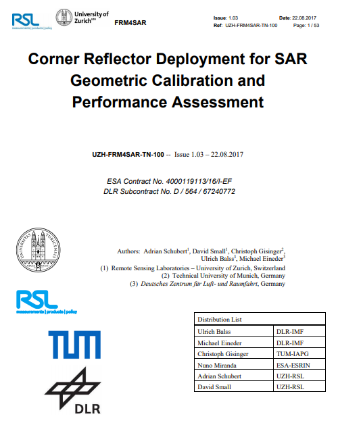 RSL
remote sensing laboratories
University of
Zurich UZH
FRM4SAR
Issue: 1.03 Date: 22.08.2017
Ref: UZH-FRM4SAR-TN-100 Page: 1 / 53
Corner Reflector Deployment for SAR
Geometric Calibration and
Performance Assessment
UZH-FRM4SAR-TN-100 -- Issue 1.03 – 22.08.2017
ESA Contract No. 4000119113/16/I-EF
DLR Subcontract No. D / 564 / 67240772
Authors: Adrian Schubert1, David Small1, Christoph Gisinger2,
Ulrich Balss3, Michael Eineder3
(1) Remote Sensing Laboratories – University of Zurich, Switzerland
(2) Technical University of Munich, Germany
(3) Deutsches Zentrum für Luft- und Raumfahrt, Germany
RSL
TUM
DLR
Distribution List
Ulrich Balss DLR-IMF
Michael Eineder DLR-IMF
Christoph Gisinger TUM-IAPG
Nuno Miranda ESA-ESRIN
Adrian Schubert UZH-RSL
David Small UZH-RSL